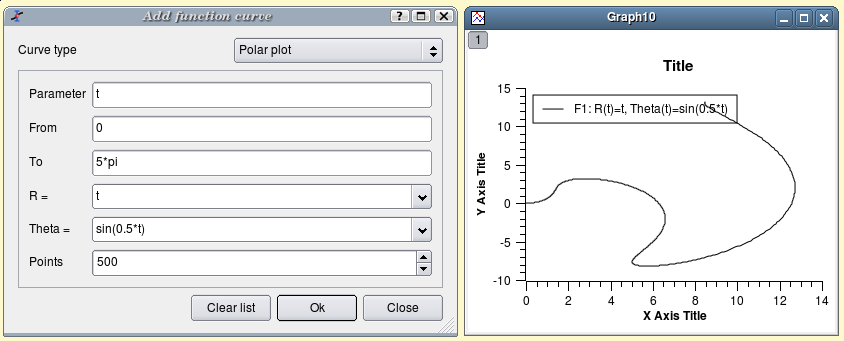 Add function curve
Curve type
Polar plot
Parameter
t
From
0
To
5*pi
R =
t
Theta =
sin(0.5*t)
Points
500
Clear list
Ok
Close
Graph10
1
Title
F1: R(t)=t, Theta(t)=sin(0.5*t)
Y Axis Title
15
10
5
0
-5
-10
0 2 4 6 8 10 12 14
X Axis Title